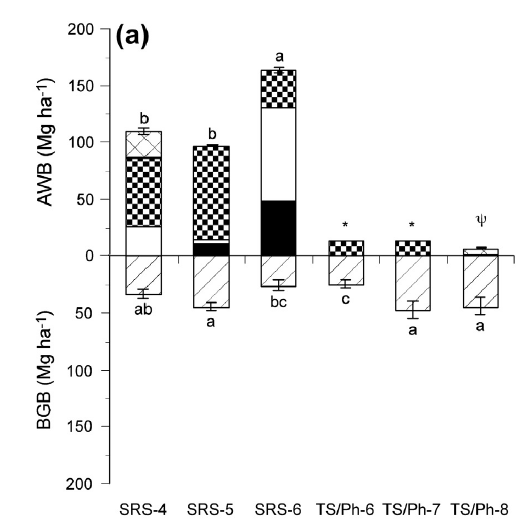 (a)
AWB (Mg ha-1)
BGB (Mg ha-1)
200
150
100
50
0
50
100
150
200
b
b
a
*
*
ψ
ab
a
bc
c
a
a
SRS-4 SRS-5 SRS-6 TS/Ph-6 TS/Ph-7 TS/Ph-8